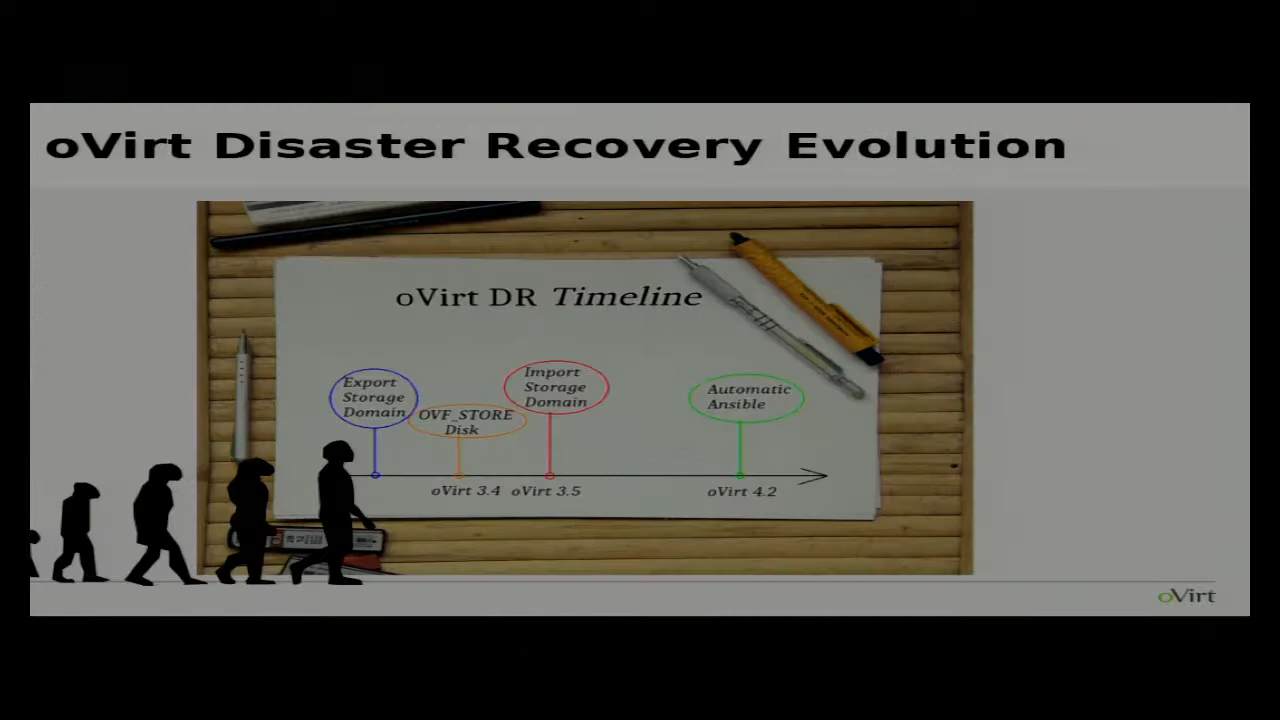 oVirt Disaster Recovery Evolution
oVirt DR Timeline
Export
Storage
Domain
OVF_STORE
Disk
Import
Storage
Domain
Automatic
Ansible
oVirt 3.4
oVirt 3.5
oVirt 4.2
oVirt